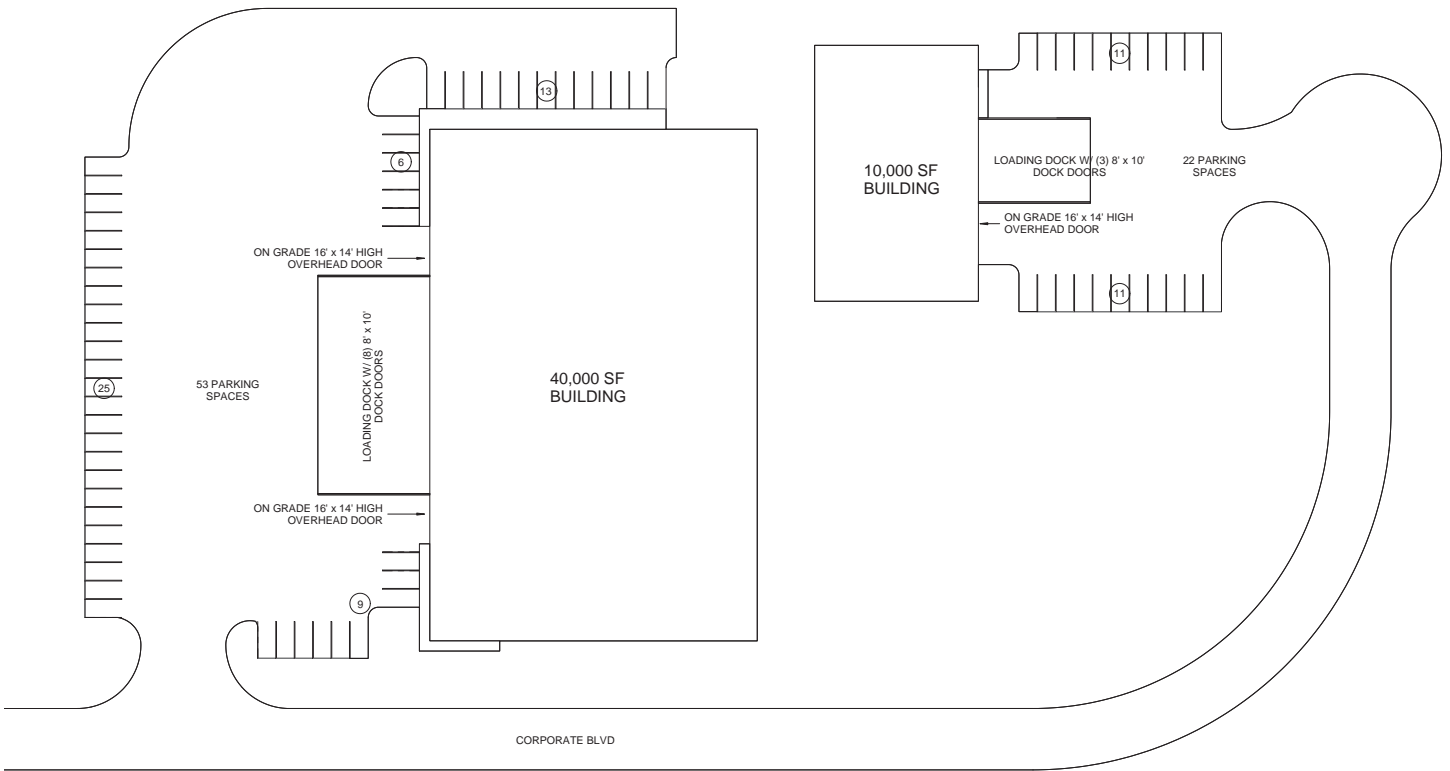 11
13
6
LOADING DOCK W/ (3) 8' x 10'
DOCK DOORS
22 PARKING
SPACES
10,000 SF
BUILDING
ON GRADE 16' x 14' HIGH
OVERHEAD DOOR
ON GRADE 16' x 14' HIGH
OVERHEAD DOOR
11
LOADING DOCK W/ (8) 8' x 10'
DOCK DOORS
53 PARKING
SPACES
25
40,000 SF
BUILDING
ON GRADE 16' x 14' HIGH
OVERHEAD DOOR
9
CORPORATE BLVD